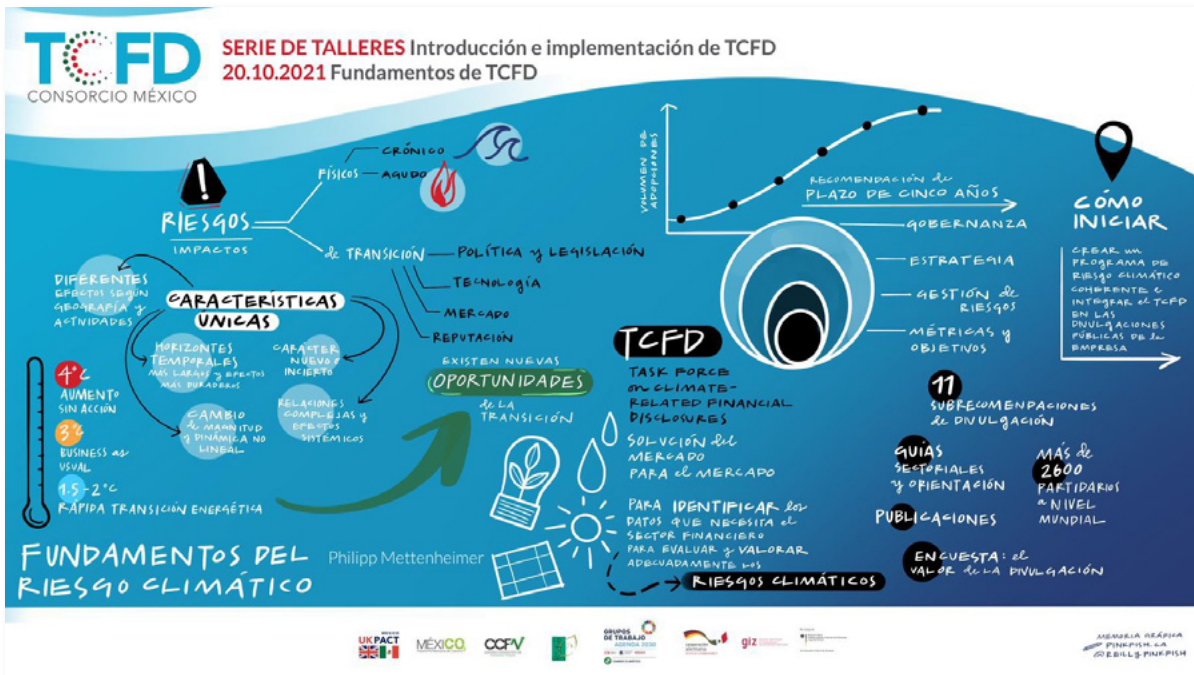 TCFD
CONSORCIO MÉXICO
SERIE DE TALLERES Introducción e implementación de TCFD
20.10.2021 Fundamentos de TCFD
RIESGOS
IMPACTOS
FÍSICOS
CRÓNICO
AGUDO
de TRANSICIÓN
POLÍTICA y LEGISLACIÓN
TECNOLOGÍA
MERCADO
REPUTACIÓN
CARACTERÍSTICAS
UNICAS
DIFERENTES
EFECTOS SEGÚN
GEOGRAFÍA y
ACTIVIDADES
HORIZONTES
TEMPORALES
MÁS LARGOS y EFECTOS
MÁS DURADEROS
CARÁCTER
NUEVO e
INCIERTO
CAMBIO
de MAGNITUD
y DINÁMICA NO
LINEAL
RELACIONES
COMPLEJAS y
EFECTOS
SISTÉMICOS
4°C
AUMENTO
SIN ACCIÓN
3°C
BUSINESS as
USUAL
1.5-2°C
RÁPIDA TRANSICIÓN ENERGÉTICA
FUNDAMENTOS DEL
RIESGO CLIMÁTICO
Philipp Mettenheimer
EXISTEN NUEVAS
OPORTUNIDADES
de LA
TRANSICIÓN
TCFD
TASK FORCE
on CLIMATE-
RELATED FINANCIAL
DISCLOSURES
SOLUCIÓN del
MERCADO
PARA el MERCADO
PARA IDENTIFICAR los
DATOS QUE NECESITA el
SECTOR FINANCIERO
PARA EVALUAR y VALORAR
ADECUADAMENTE LOS
RIESGOS CLIMÁTICOS
VOLUMEN DE
ADOPCIONES
RECOMENDACIÓN de
PLAZO DE CINCO AÑOS
GOBERNANZA
ESTRATEGIA
GESTIÓN de
RIESGOS
MÉTRICAS y
OBJETIVOS
CÓMO
INICIAR
CREAR un
PROGRAMA DE
RIESGO CLIMÁTICO
COHERENTE e
INTEGRAR el TCFD
EN LAS
DIVULGACIONES
PÚBLICAS DE la
EMPRESA
11
SUBRECOMENDACIONES
de DIVULGACIÓN
GUÍAS
SECTORIALES
y ORIENTACIÓN
MÁS de
2600
PARTIDARIOS
a NIVEL
MUNDIAL
PUBLICACIONES
ENCUESTA: el
VALOR de LA DIVULGACIÓN
MÉXICO
UK PACT
MÉXICO
CCFV
GRUPOS
DE TRABAJO
AGENDA 2030
giz
MEMORIA GRÁFICA
PINKFISH.CA
@REILLY.PINKFISH